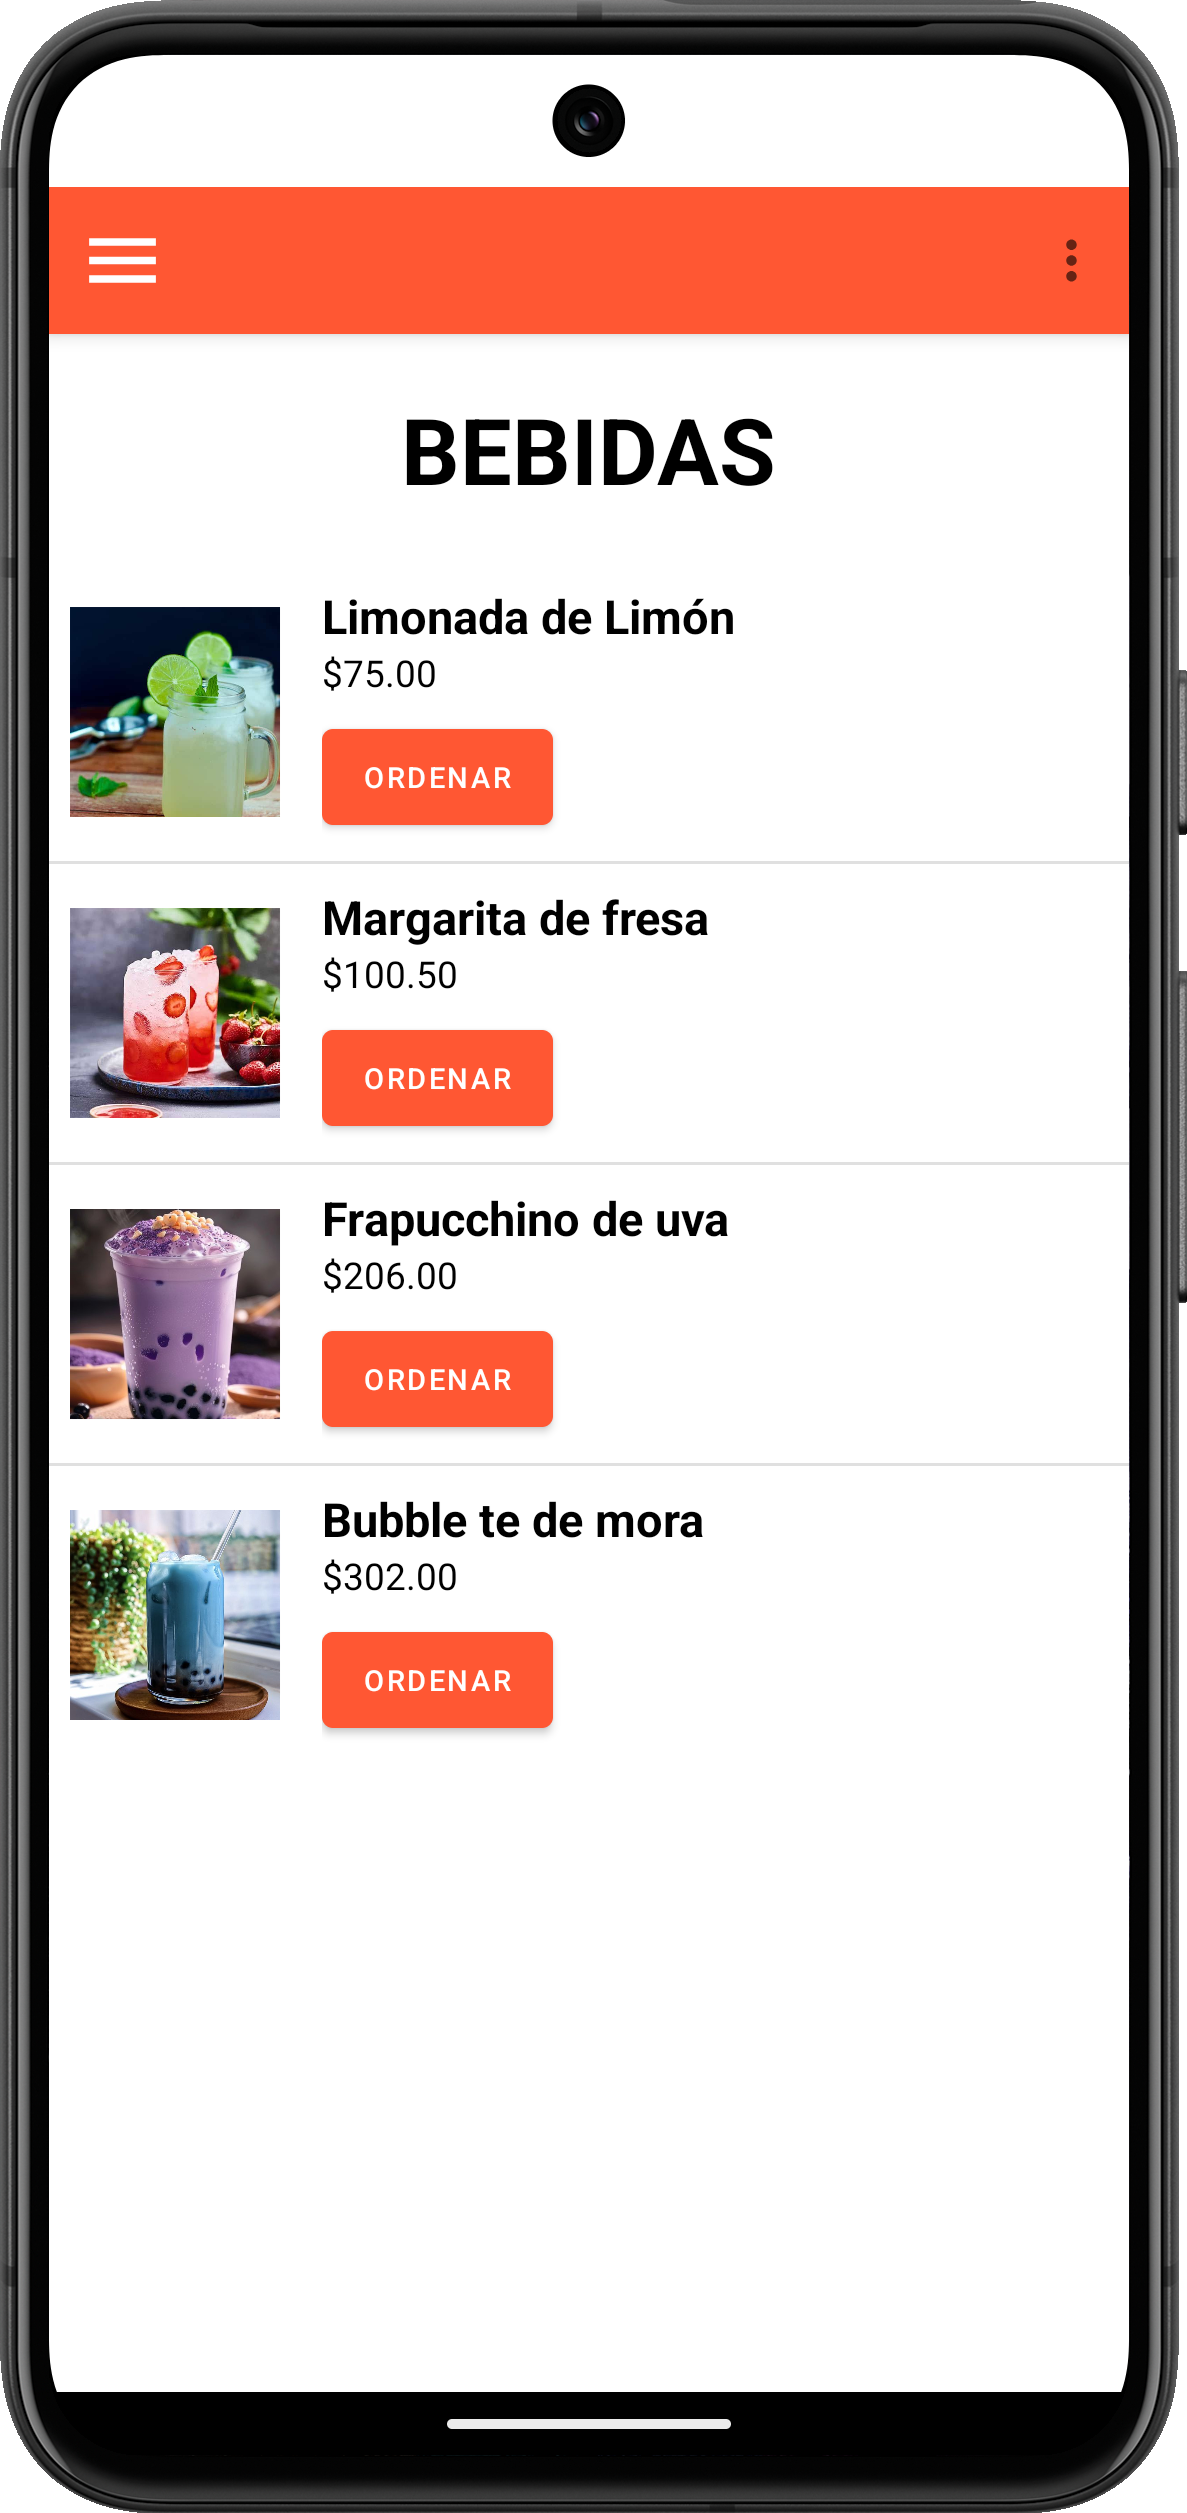 BEBIDAS
Limonada de Limón
$75.00
ORDENAR
Margarita de fresa
$100.50
ORDENAR
Frapucchino de uva
$206.00
ORDENAR
Bubble te de mora
$302.00
ORDENAR